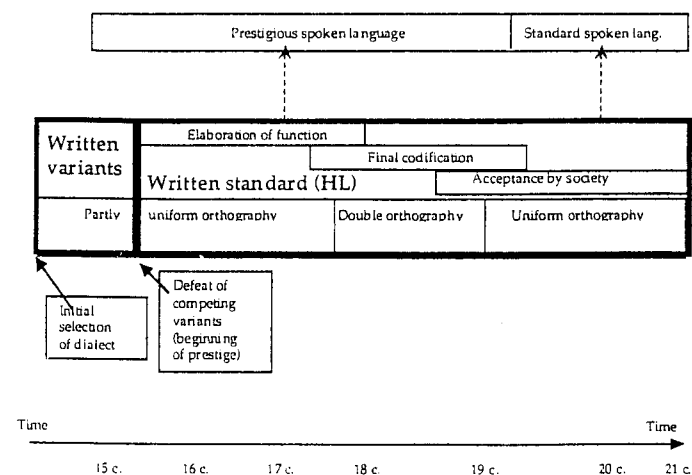 Prestigious spoken language
Standard spoken lang.
Written
variants
Elaboration of function
Final codification
Written standard (HL)
Acceptance by society
Partly
uniform orthography
Double orthography
Uniform orthography
Initial
selection
of dialect
Defeat of
competing
variants
(beginning
of prestige)
Time
Time
15 c.
16 c.
17 c.
18 c.
19 c.
20 c.
21 c.